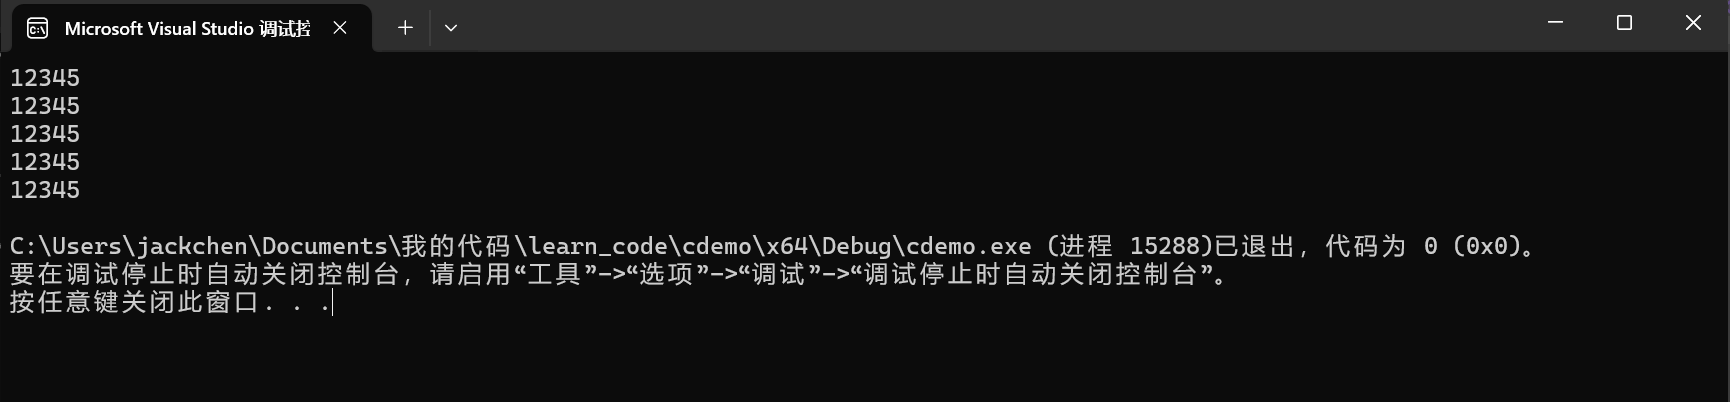 Microsoft Visual Studio 调试控
12345
12345
12345
12345
12345
C:\Users\jackchen\Documents\我的代码\learn_code\cdemo\x64\Debug\cdemo.exe (进程 15288)已退出，代码为 0 (0x0)。
要在调试停止时自动关闭控制台，请启用“工具”->“选项”->“调试”->“调试停止时自动关闭控制台”。
按任意键关闭此窗口. . .